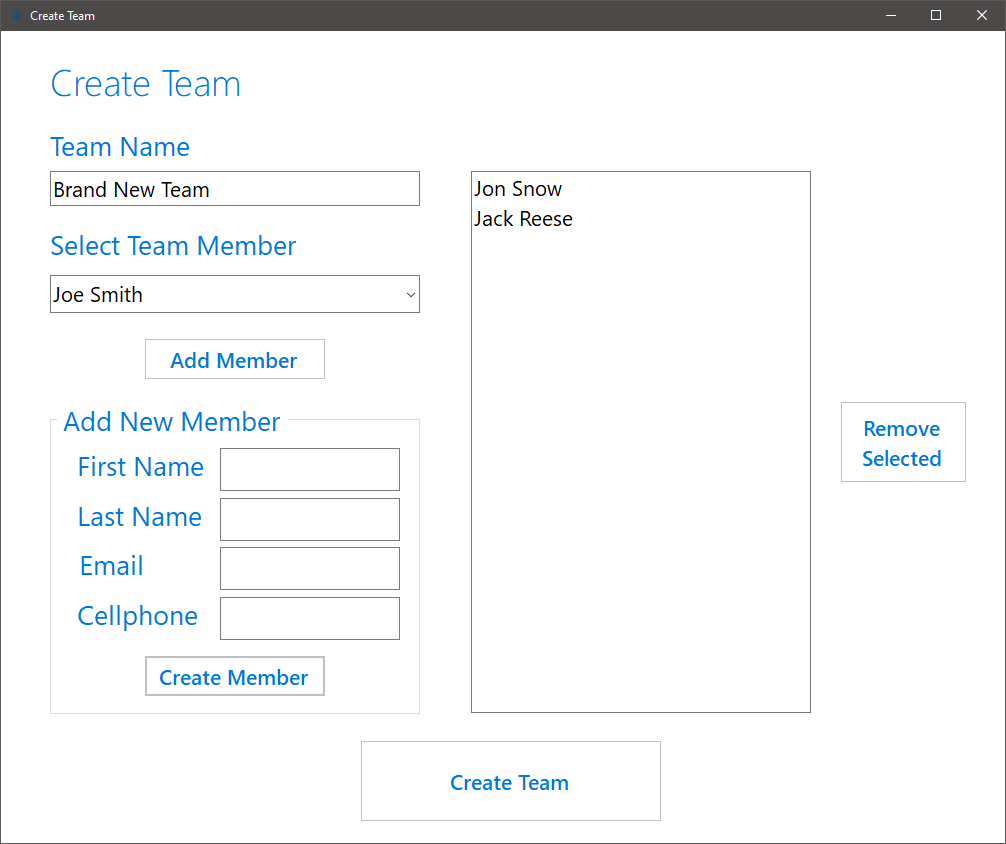 Create Team
Create Team
Team Name
Brand New Team
Select Team Member
Joe Smith
Add Member
Add New Member
First Name
Last Name
Email
Cellphone
Create Member
Jon Snow
Jack Reese
Remove
Selected
Create Team